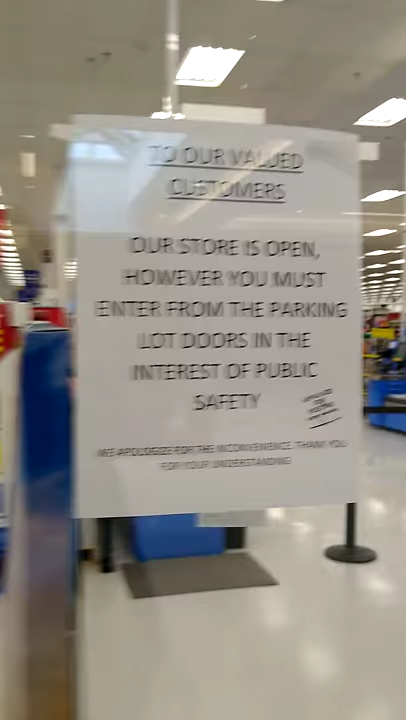 TO OUR VALUED
CUSTOMERS
OUR STORE IS OPEN,
HOWEVER YOU MUST
ENTER FROM THE PARKING
LOT DOORS IN THE
INTEREST OF PUBLIC
SAFETY
WE APOLOGIZE FOR THE INCONVENIENCE, THANK YOU
FOR YOUR UNDERSTANDING